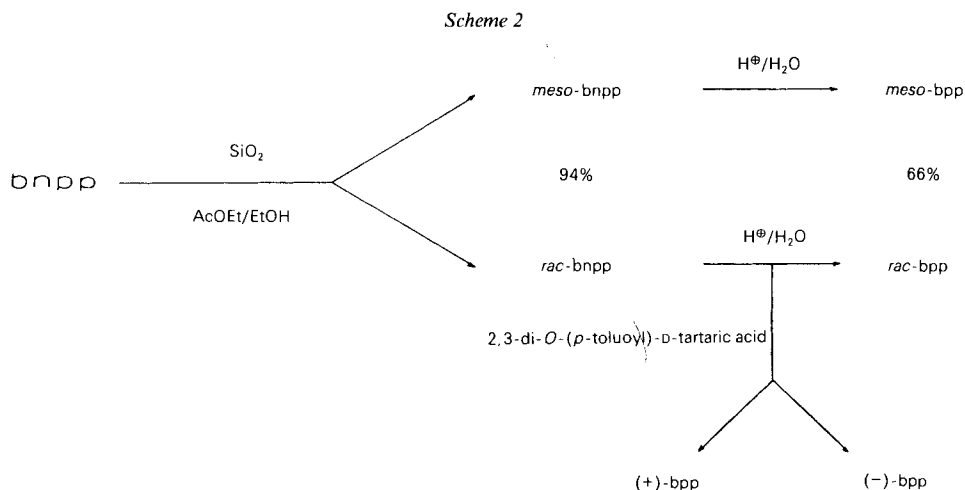 Scheme 2
meso-bnpp
H⊕/H₂O
meso-bpp
SiO₂
bnpp
94%
66%
AcOEt/EtOH
H⊕/H₂O
rac-bnpp
rac-bpp
2,3-di-O-(p-toluoyl)-D-tartaric acid
(+)-bpp
(−)-bpp